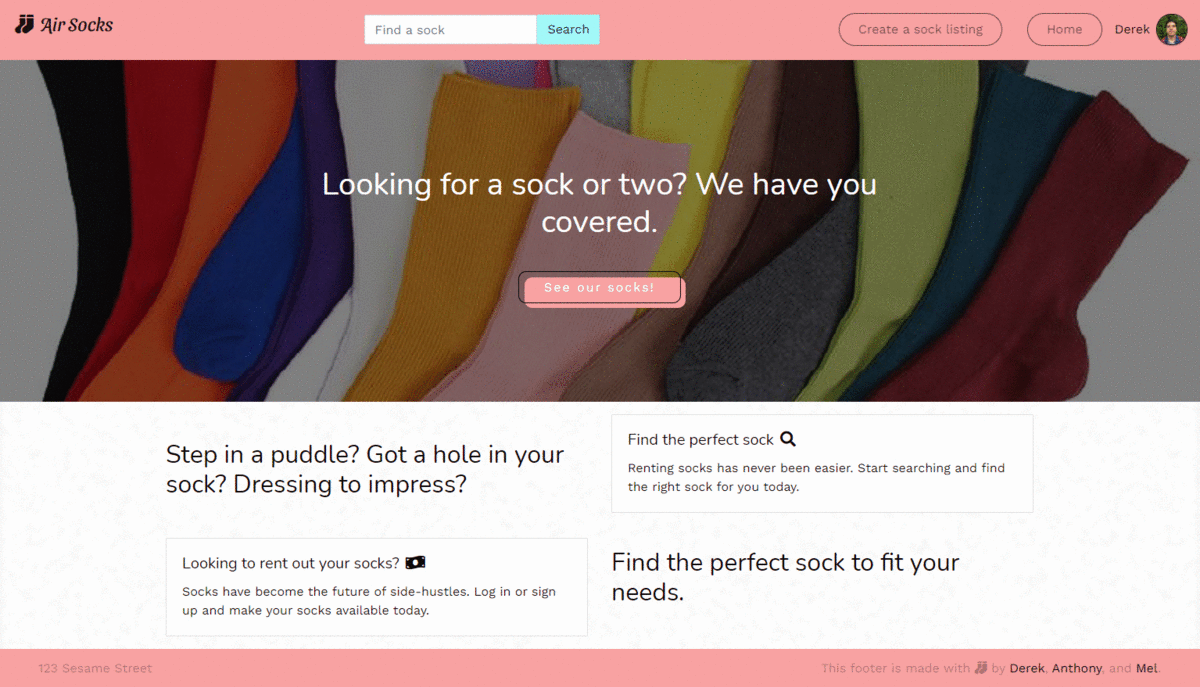 Air Socks
Find a sock
Search
Create a sock listing
Home
Derek
Looking for a sock or two? We have you
covered.
See our socks!
Step in a puddle? Got a hole in your
sock? Dressing to impress?
Find the perfect sock
Renting socks has never been easier. Start searching and find
the right sock for you today.
Looking to rent out your socks?
Socks have become the future of side-hustles. Log in or sign
up and make your socks available today.
Find the perfect sock to fit your
needs.
123 Sesame Street
This footer is made with by Derek, Anthony, and Mel.